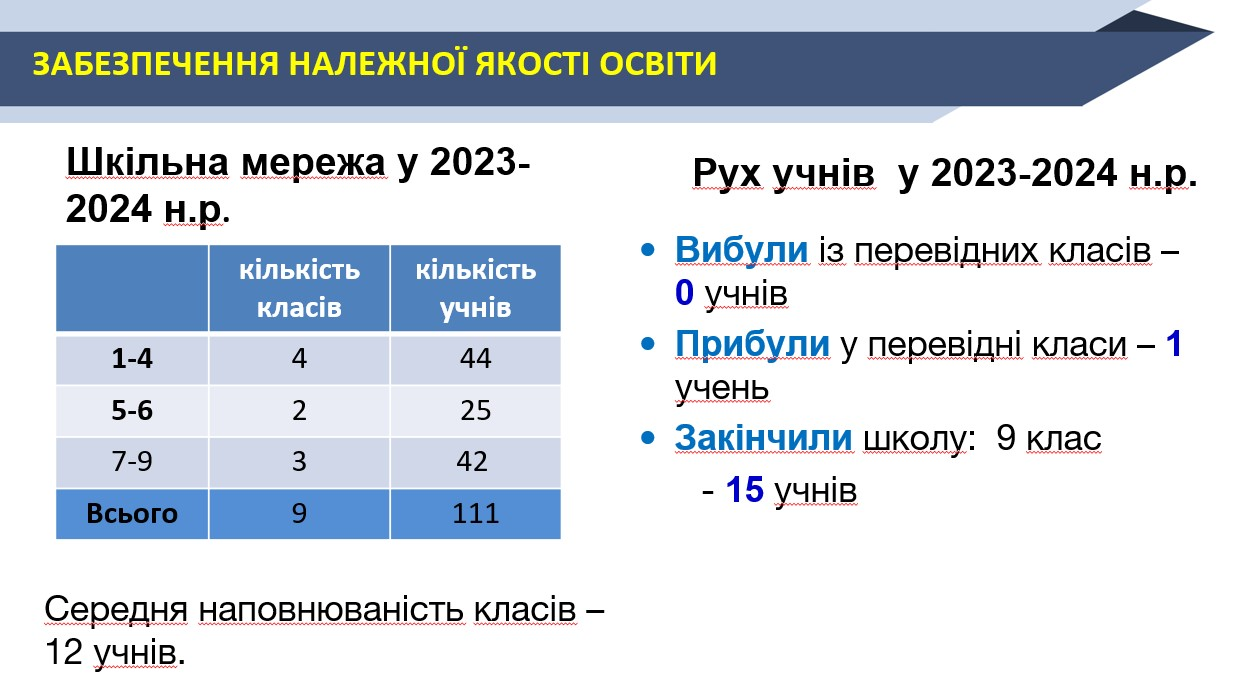 ЗАБЕЗПЕЧЕННЯ НАЛЕЖНОЇ ЯКОСТІ ОСВІТИ
Шкільна мережа у 2023-
2024 н.р.
кількість класів кількість учнів
1-4 4 44
5-6 2 25
7-9 3 42
Всього 9 111
Середня наповнюваність класів –
12 учнів.
Рух учнів у 2023-2024 н.р.
• Вибули із перевідних класів –
0 учнів
• Прибули у перевідні класи – 1
учень
• Закінчили школу: 9 клас
- 15 учнів